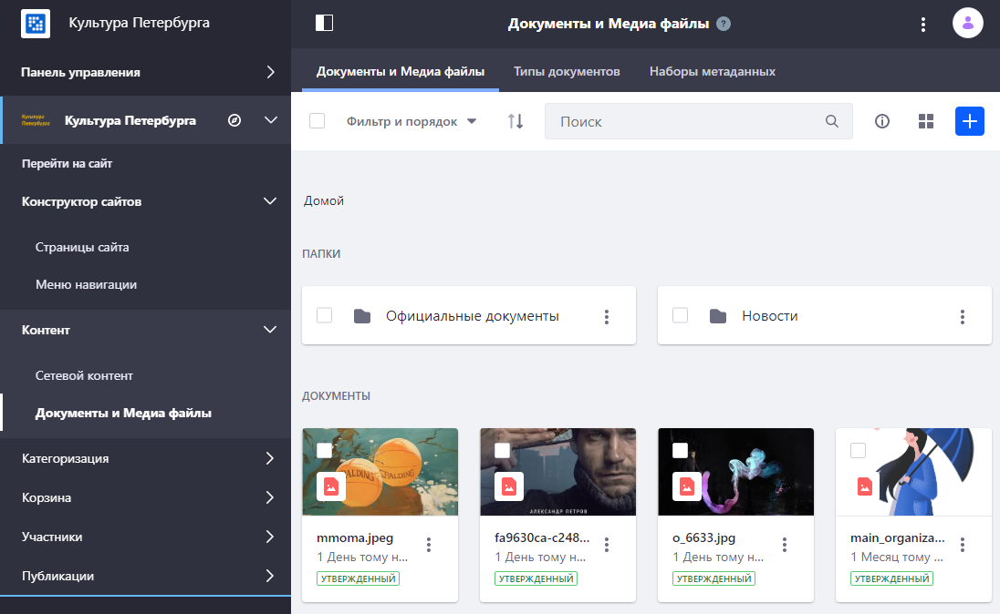 Культура Петербурга
Панель управления
Культура Петербурга
Культура Петербурга
Перейти на сайт
Конструктор сайтов
Страницы сайта
Меню навигации
Контент
Сетевой контент
Документы и Медиа файлы
Категоризация
Корзина
Участники
Публикации
Документы и Медиа файлы ?
Документы и Медиа файлы Типы документов Наборы метаданных
Фильтр и порядок Поиск
Домой
ПАПКИ
Официальные документы
Новости
ДОКУМЕНТЫ
SPALDING
SPALDING
mmoma.jpeg
1 День тому н...
УТВЕРЖДЕННЫЙ
АЛЕКСАНДР ПЕТРОВ
fa9630ca-c248...
1 День тому н...
УТВЕРЖДЕННЫЙ
o_6633.jpg
1 День тому н...
УТВЕРЖДЕННЫЙ
main_organiza...
1 Месяц тому ...
УТВЕРЖДЕННЫЙ